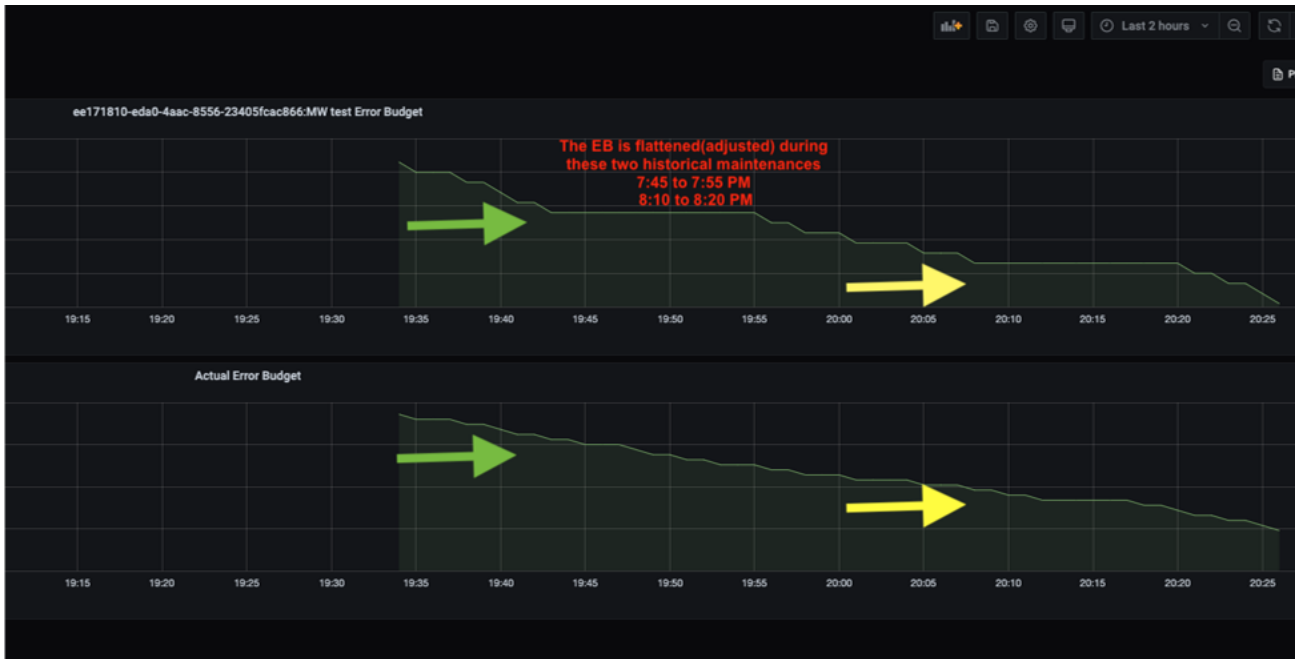 Last 2 hours
P
ee171810-eda0-4aac-8556-23405fcac866:MW test Error Budget
The EB is flattened(adjusted) during
these two historical maintenances
7:45 to 7:55 PM
8:10 to 8:20 PM
19:15 19:20 19:25 19:30 19:35 19:40 19:45 19:50 19:55 20:00 20:05 20:10 20:15 20:20 20:25
Actual Error Budget
19:15 19:20 19:25 19:30 19:35 19:40 19:45 19:50 19:55 20:00 20:05 20:10 20:15 20:20 20:25